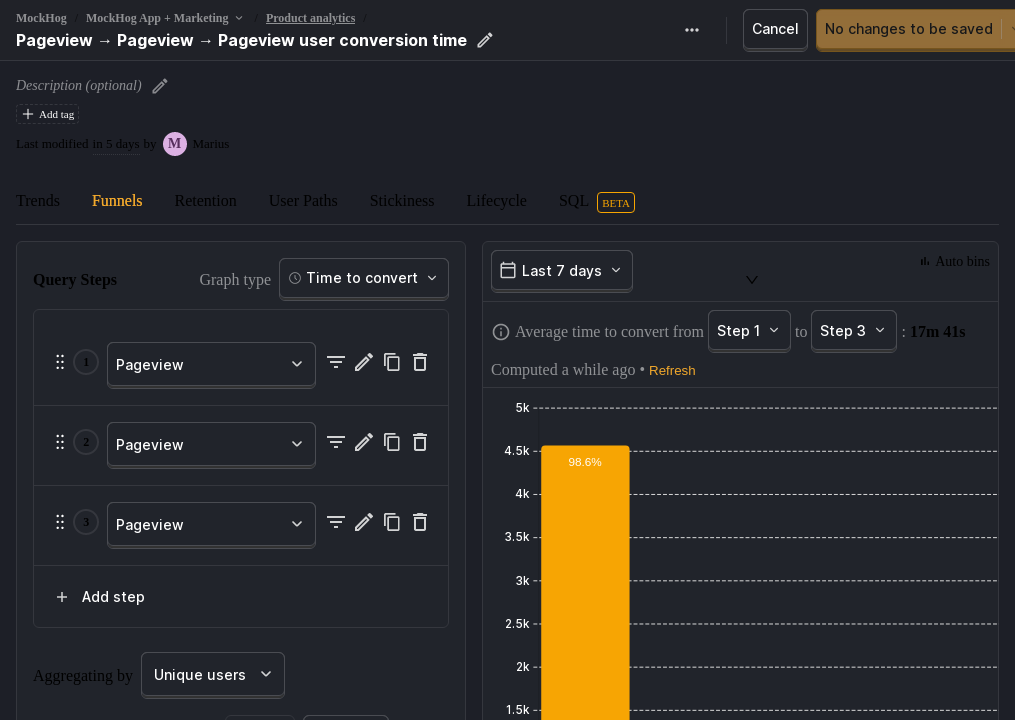 MockHog / MockHog App + Marketing / Product analytics /
Pageview → Pageview → Pageview user conversion time
Cancel
No changes to be saved
Description (optional)
Add tag
Last modified in 5 days by M Marius
Trends Funnels Retention User Paths Stickiness Lifecycle SQL BETA
Query Steps
Graph type Time to convert
1 Pageview
2 Pageview
3 Pageview
Add step
Aggregating by Unique users
Last 7 days
Auto bins
Average time to convert from Step 1 to Step 3 : 17m 41s
Computed a while ago • Refresh
5k
4.5k
98.6%
4k
3.5k
3k
2.5k
2k
1.5k